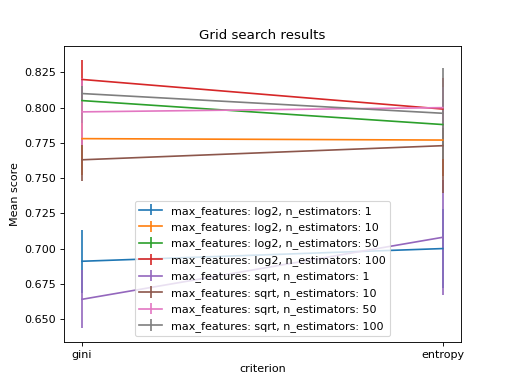 Grid search results
Mean score
0.825
0.800
0.775
0.750
0.725
0.700
0.675
0.650
max_features: log2, n_estimators: 1
max_features: log2, n_estimators: 10
max_features: log2, n_estimators: 50
max_features: log2, n_estimators: 100
max_features: sqrt, n_estimators: 1
max_features: sqrt, n_estimators: 10
max_features: sqrt, n_estimators: 50
max_features: sqrt, n_estimators: 100
gini
entropy
criterion